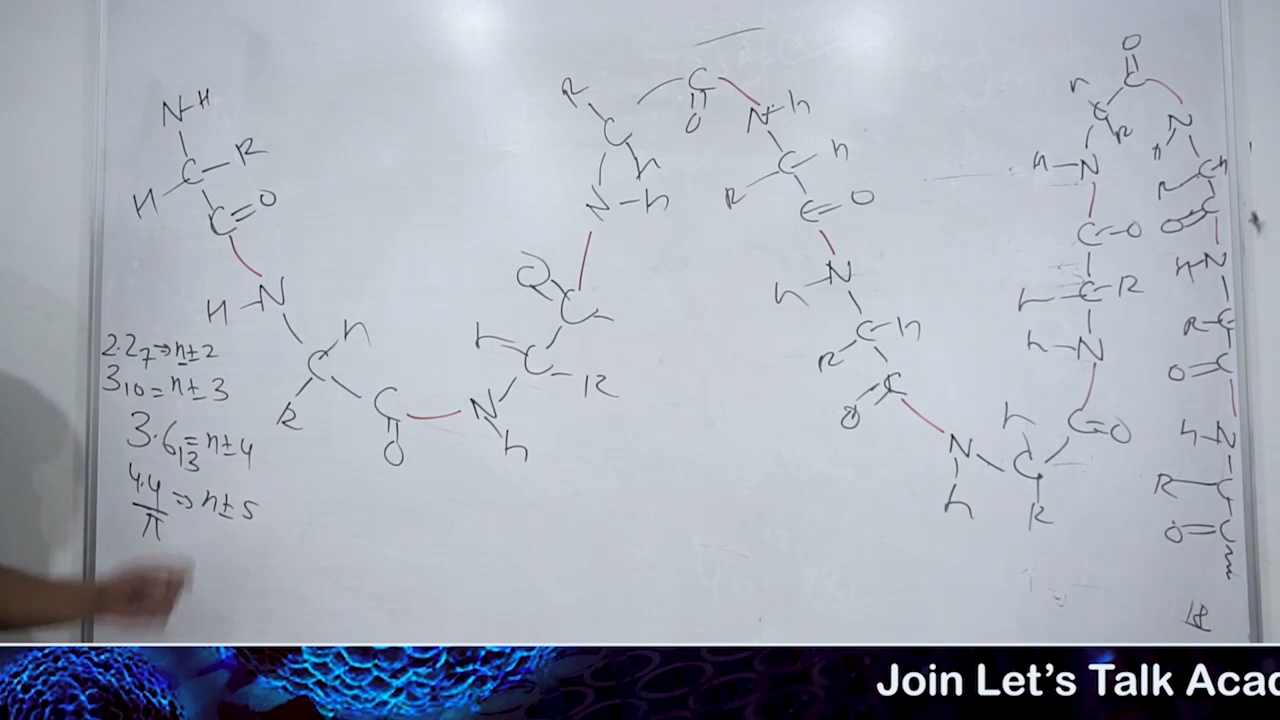 N-H
C-R
H
C=O
H-N
C h
R
C
O
N
h
h C-R
C
N-h
R C h
C
O
N-h
C h
R
C=O
h-N
C-h
R
C
O
N
h
h
C
R
C=O
h-N
h-C-R
C-O
H-N
C
R
C
O
N
C
R
C
O
H-N
R-C
O=C
h-N
R-C
O=C
2.2₇→n±2
3₁₀=n±3
3.6₁₃=n±4
4.4/π⇒n±5
Join Let's Talk Acad